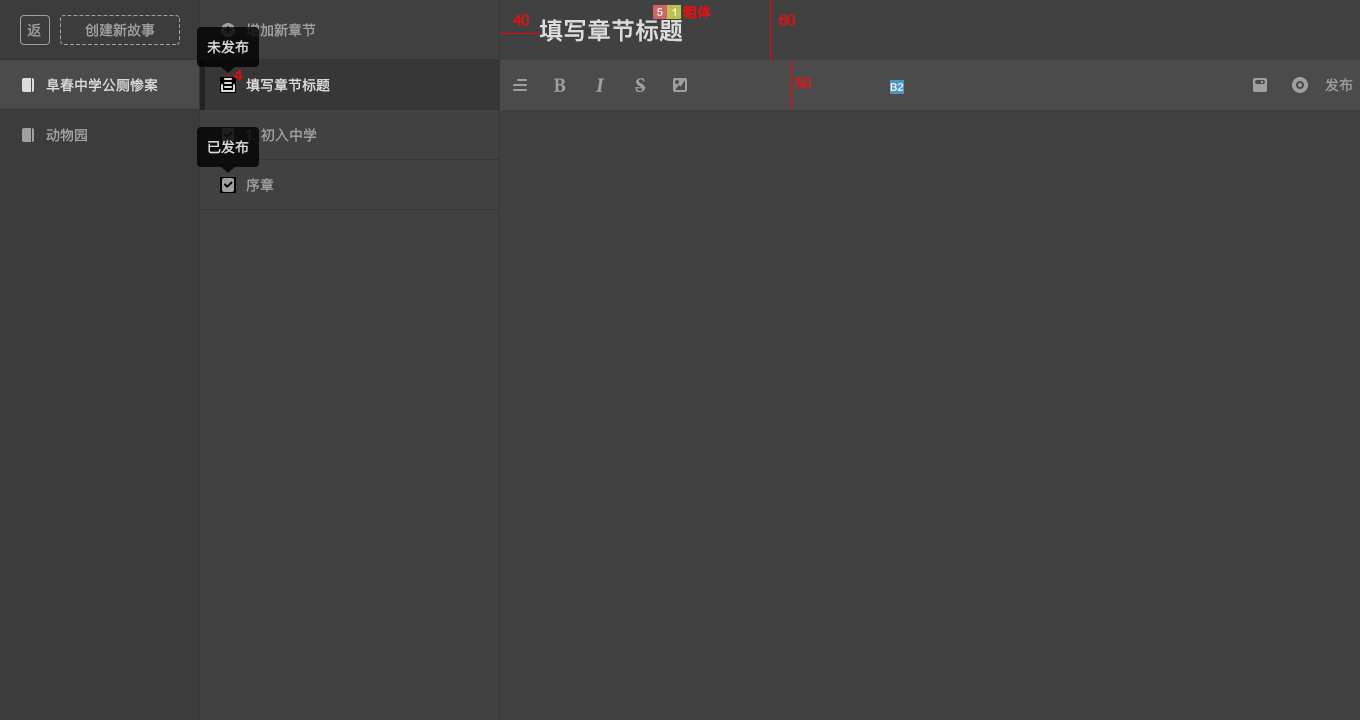 返
创建新故事
阜春中学公厕惨案
动物园
增加新章节
未发布
4
填写章节标题
1 初入中学
已发布
序章
40
5 1 粗体
60
填写章节标题
B I S
50
B2
发布